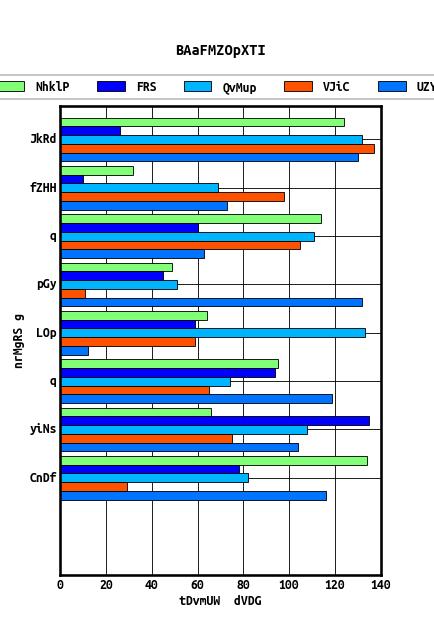 BAaFMZOpXTI
NhklP FRS QvMup VJiC UZY
JkRd
fZHH
q
pGy
LOp
q
yiNs
CnDf
nrMgRS g
0 20 40 60 80 100 120 140
tDvmUW dVDG